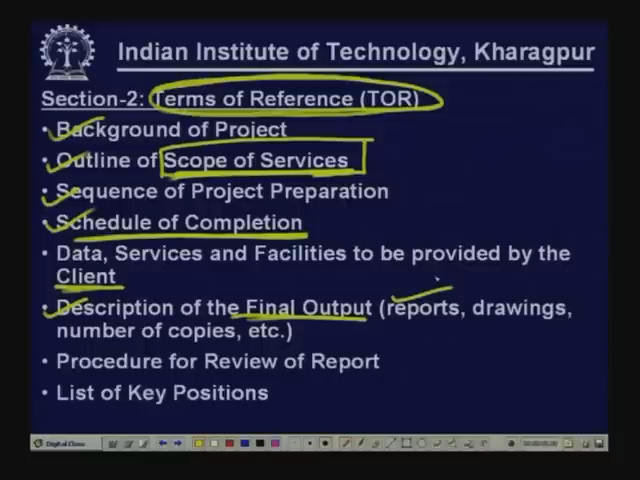 Indian Institute of Technology, Kharagpur
Section-2: Terms of Reference (TOR)
• Background of Project
• Outline of Scope of Services
• Sequence of Project Preparation
• Schedule of Completion
• Data, Services and Facilities to be provided by the
Client
• Description of the Final Output (reports, drawings,
number of copies, etc.)
• Procedure for Review of Report
• List of Key Positions
Digital Class